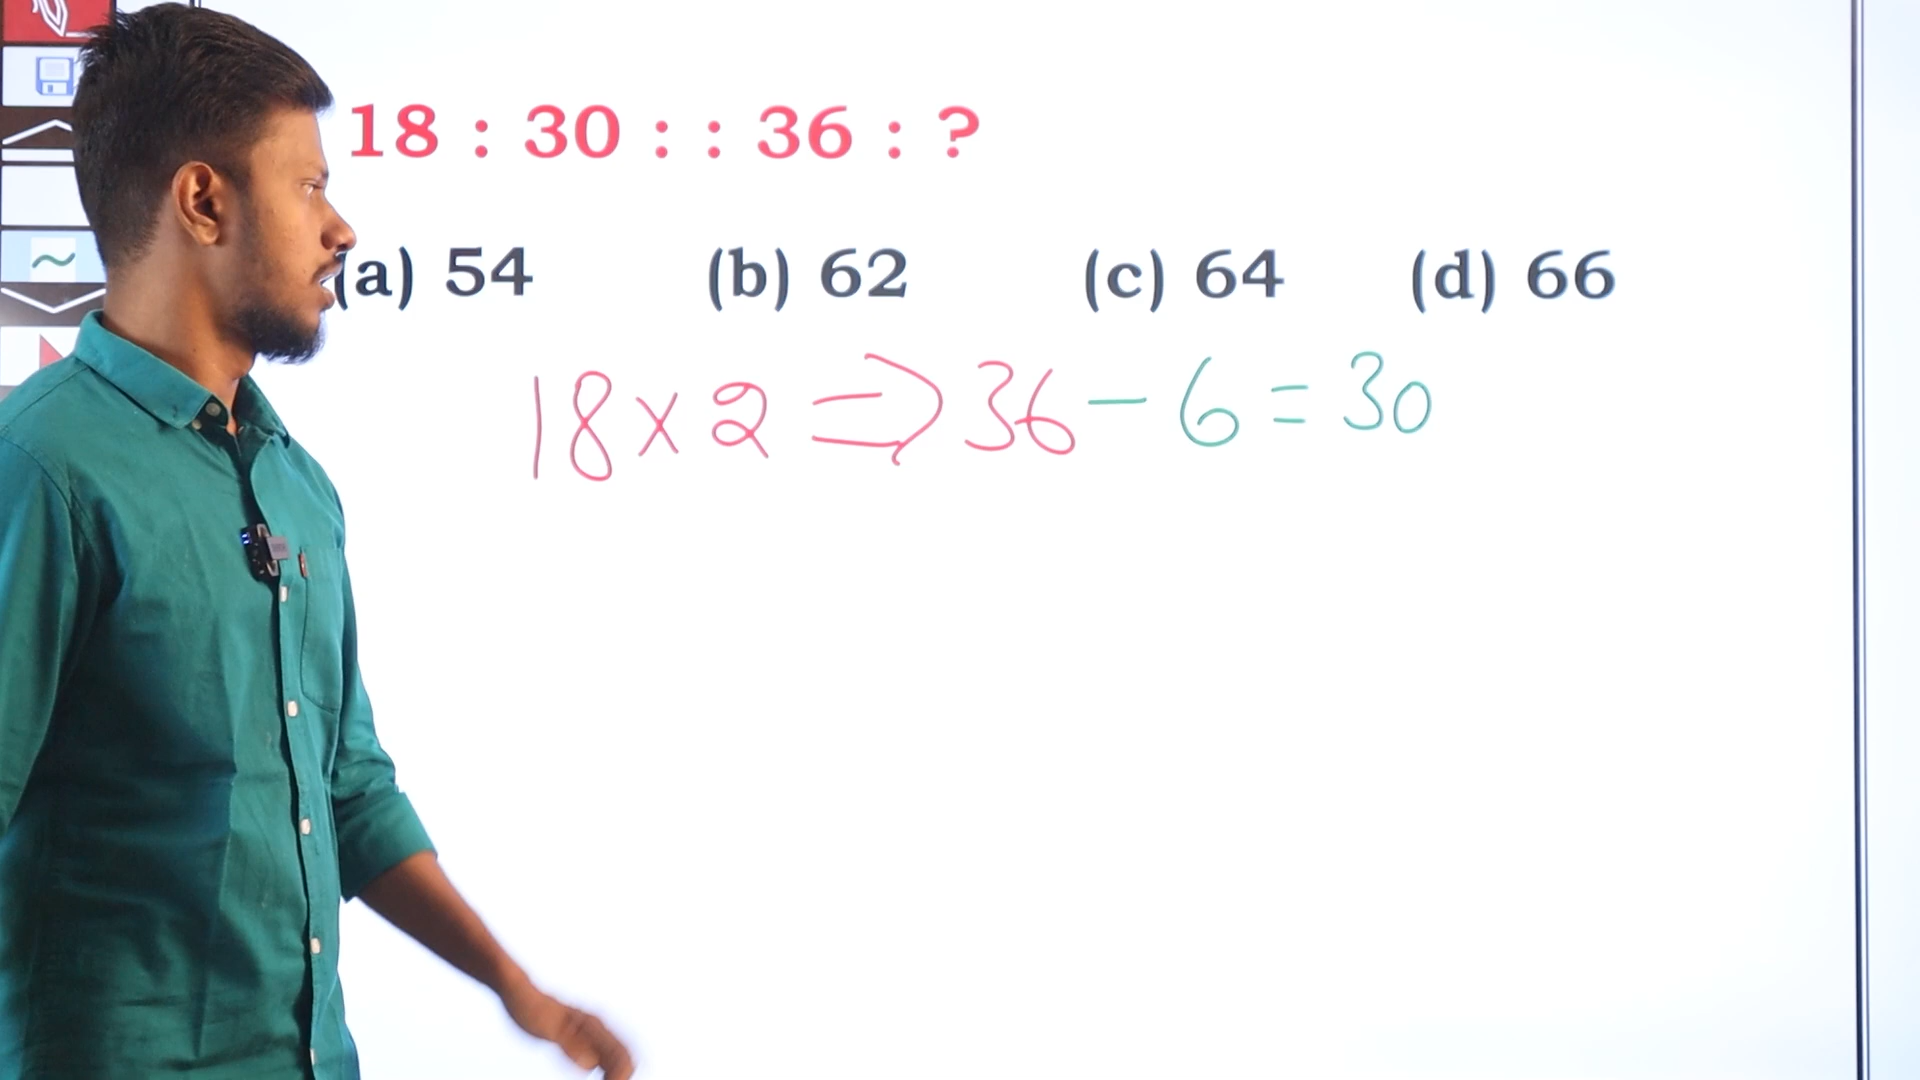 18 : 30 : : 36 : ?
(a) 54 (b) 62 (c) 64 (d) 66
18 × 2 ⇒ 36 - 6 = 30